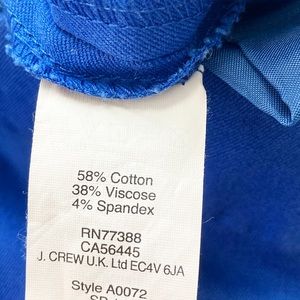 58% Cotton
38% Viscose
4% Spandex
RN77388
CA56445
J. CREW U.K. Ltd EC4V 6JA
Style A0072